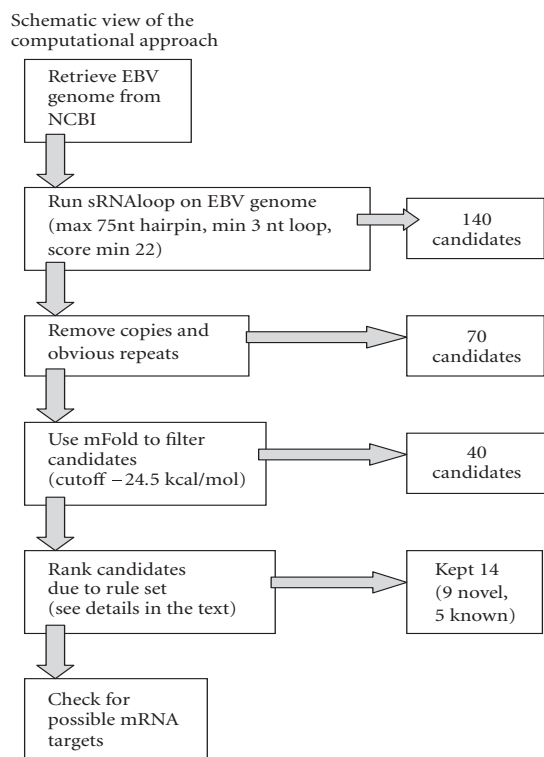 Schematic view of the
computational approach
Retrieve EBV
genome from
NCBI
Run sRNAloop on EBV genome
(max 75nt hairpin, min 3 nt loop,
score min 22)
140
candidates
Remove copies and
obvious repeats
70
candidates
Use mFold to filter
candidates
(cutoff −24.5 kcal/mol)
40
candidates
Rank candidates
due to rule set
(see details in the text)
Kept 14
(9 novel,
5 known)
Check for
possible mRNA
targets